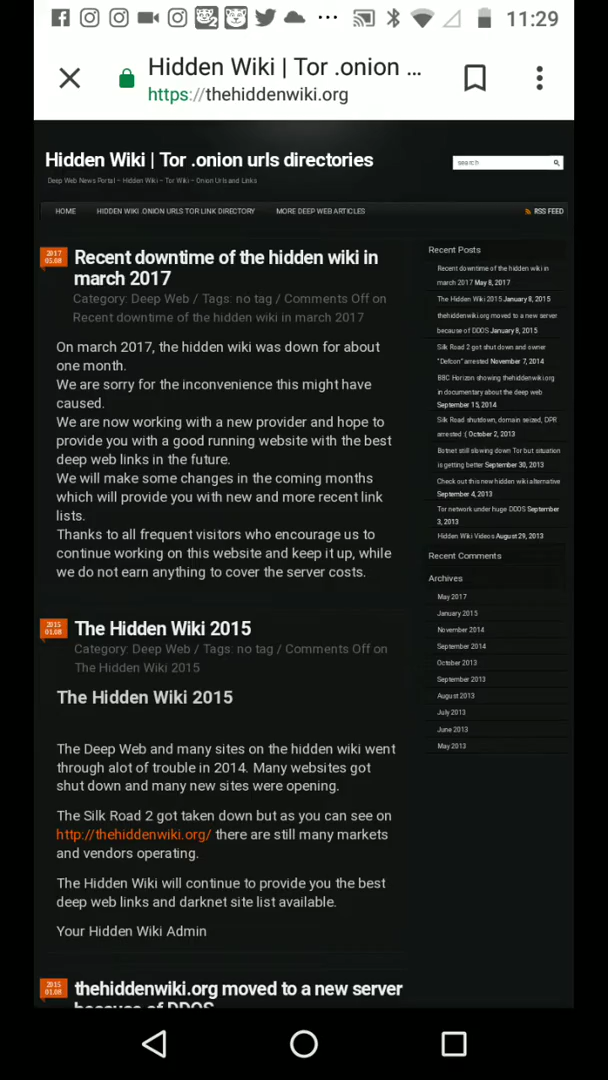 11:29
Hidden Wiki | Tor .onion ...
https://thehiddenwiki.org
Hidden Wiki | Tor .onion urls directories
search
Deep Web News Portal – Hidden Wiki – Tor Wiki – Onion Urls and Links
HOME HIDDEN WIKI .ONION URLS TOR LINK DIRECTORY MORE DEEP WEB ARTICLES RSS FEED
2017
05.08
Recent downtime of the hidden wiki in
march 2017
Category: Deep Web / Tags: no tag / Comments Off on
Recent downtime of the hidden wiki in march 2017
On march 2017, the hidden wiki was down for about
one month.
We are sorry for the inconvenience this might have
caused.
We are now working with a new provider and hope to
provide you with a good running website with the best
deep web links in the future.
We will make some changes in the coming months
which will provide you with new and more recent link
lists.
Thanks to all frequent visitors who encourage us to
continue working on this website and keep it up, while
we do not earn anything to cover the server costs.
2015
01.08
The Hidden Wiki 2015
Category: Deep Web / Tags: no tag / Comments Off on
The Hidden Wiki 2015
The Hidden Wiki 2015
The Deep Web and many sites on the hidden wiki went
through alot of trouble in 2014. Many websites got
shut down and many new sites were opening.
The Silk Road 2 got taken down but as you can see on
http://thehiddenwiki.org/ there are still many markets
and vendors operating.
The Hidden Wiki will continue to provide you the best
deep web links and darknet site list available.
Your Hidden Wiki Admin
2015
01.08
thehiddenwiki.org moved to a new server
because of DDOS
Recent Posts
Recent downtime of the hidden wiki in
march 2017 May 8, 2017
The Hidden Wiki 2015 January 8, 2015
thehiddenwiki.org moved to a new server
because of DDOS January 8, 2015
Silk Road 2 got shut down and owner
"Defcon" arrested November 7, 2014
BBC Horizon showing thehiddenwiki.org
in documentary about the deep web
September 15, 2014
Silk Road shutdown, domain seized, DPR
arrested :( October 2, 2013
Botnet still slowing down Tor but situation
is getting better September 30, 2013
Check out this new hidden wiki alternative
September 4, 2013
Tor network under huge DDOS September
3, 2013
Hidden Wiki Videos August 29, 2013
Recent Comments
Archives
May 2017
January 2015
November 2014
September 2014
October 2013
September 2013
August 2013
July 2013
June 2013
May 2013